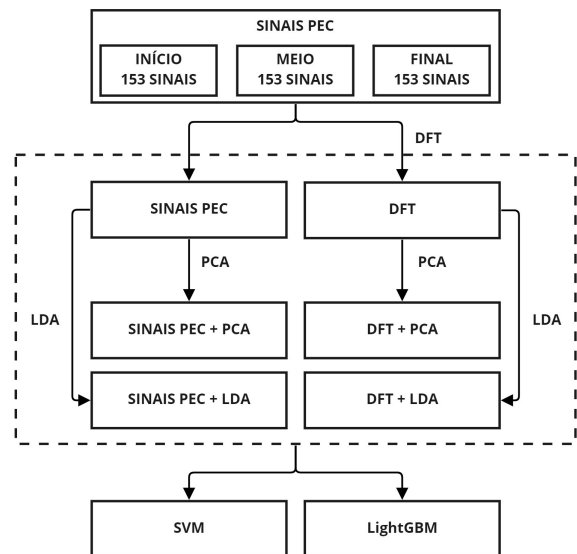 SINAIS PEC
INÍCIO
153 SINAIS
MEIO
153 SINAIS
FINAL
153 SINAIS
DFT
SINAIS PEC
DFT
PCA
PCA
LDA
LDA
SINAIS PEC + PCA
DFT + PCA
SINAIS PEC + LDA
DFT + LDA
SVM
LightGBM